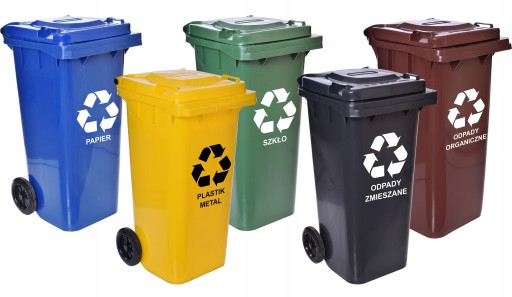 PAPIER
PLASTIK
METAL
SZKŁO
ODPADY
ZMIESZANE
ODPADY
ORGANICZNE